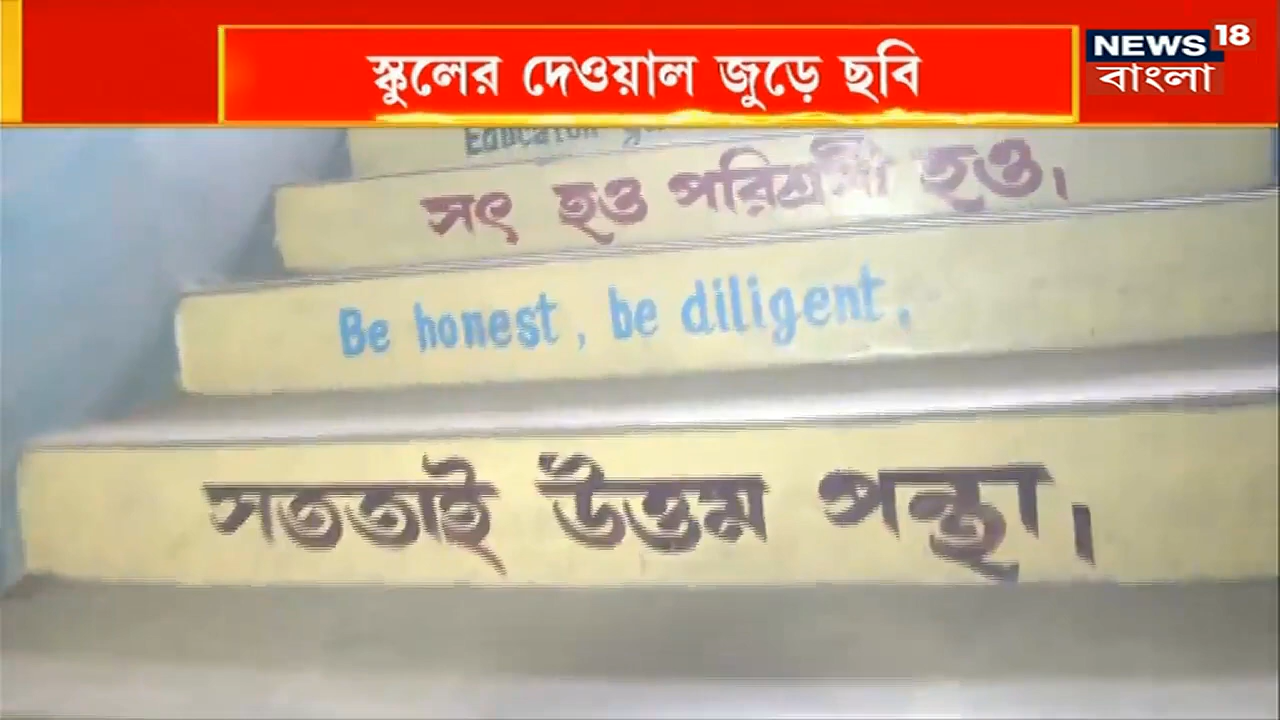 স্কুলের দেওয়াল জুড়ে ছবি
NEWS 18
বাংলা
সৎ হও পরিশ্রমী হও।
Be honest, be diligent.
সততাই উত্তম পন্থা।